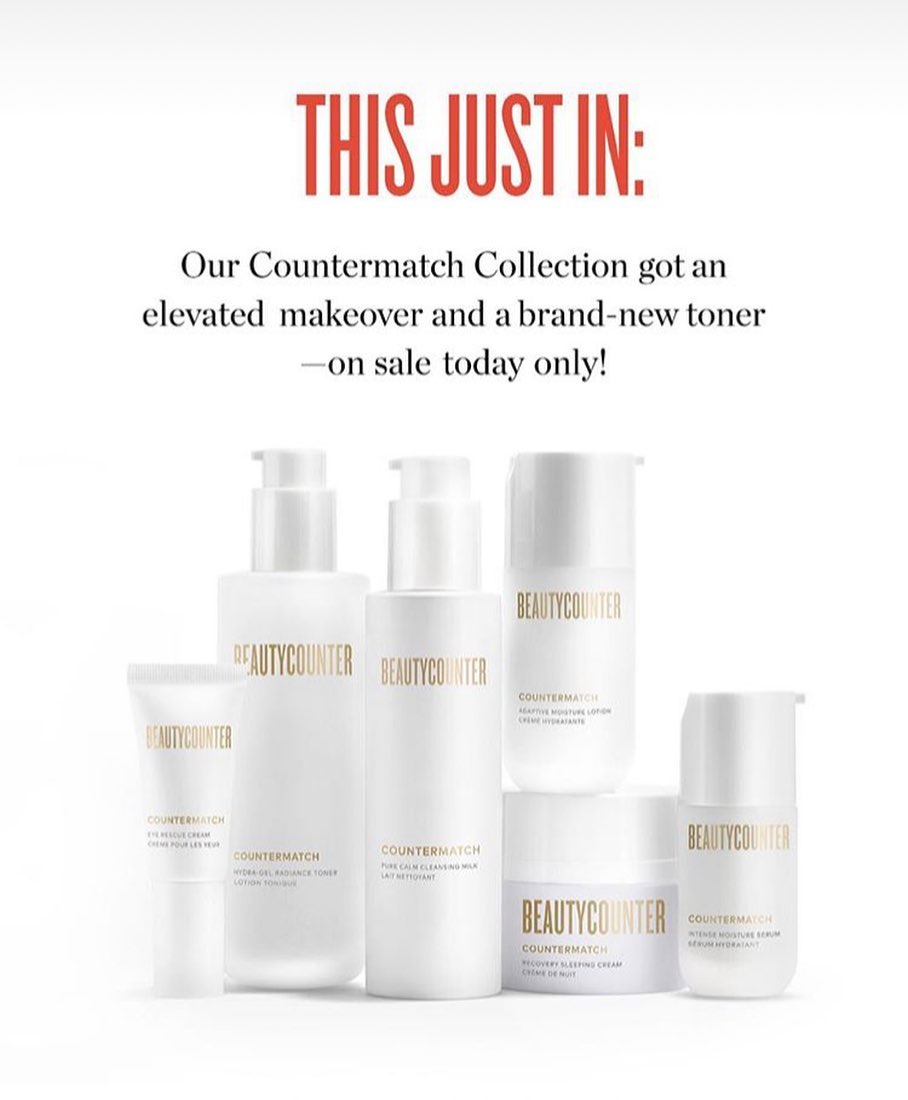 THIS JUST IN:
Our Countermatch Collection got an
elevated makeover and a brand-new toner
—on sale today only!
BEAUTYCOUNTER
COUNTERMATCH
EYE RESCUE CREAM
CRÈME POUR LES YEUX
BEAUTYCOUNTER
COUNTERMATCH
HYDRA-GEL RADIANCE TONER
LOTION TONIQUE
BEAUTYCOUNTER
COUNTERMATCH
PURE CALM CLEANSING MILK
LAIT NETTOYANT
BEAUTYCOUNTER
COUNTERMATCH
ADAPTIVE MOISTURE LOTION
CRÈME HYDRATANTE
BEAUTYCOUNTER
COUNTERMATCH
RECOVERY SLEEPING CREAM
CRÈME DE NUIT
BEAUTYCOUNTER
COUNTERMATCH
INTENSE MOISTURE SERUM
SÉRUM HYDRATANT